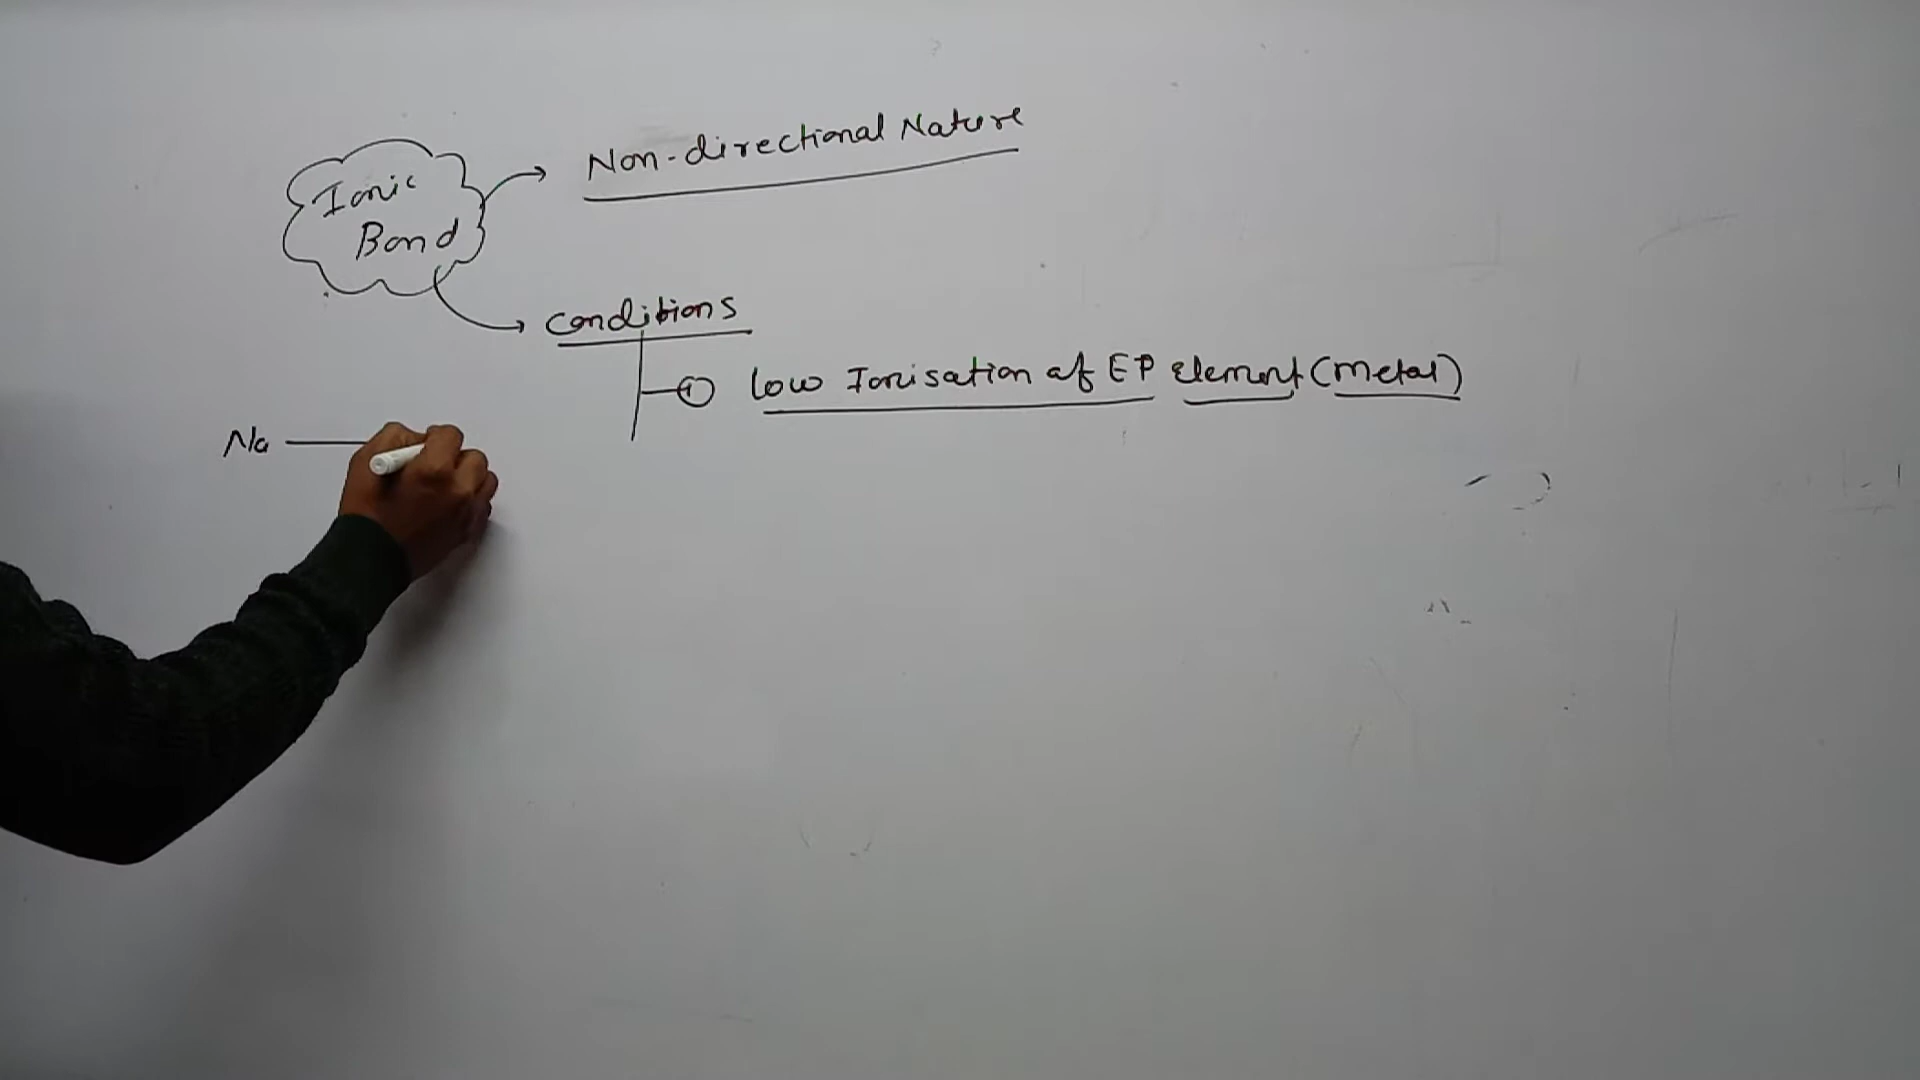 Ionic
Bond
Non-directional Nature
Conditions
① Low Ionisation of EP Element (Metal)
Na